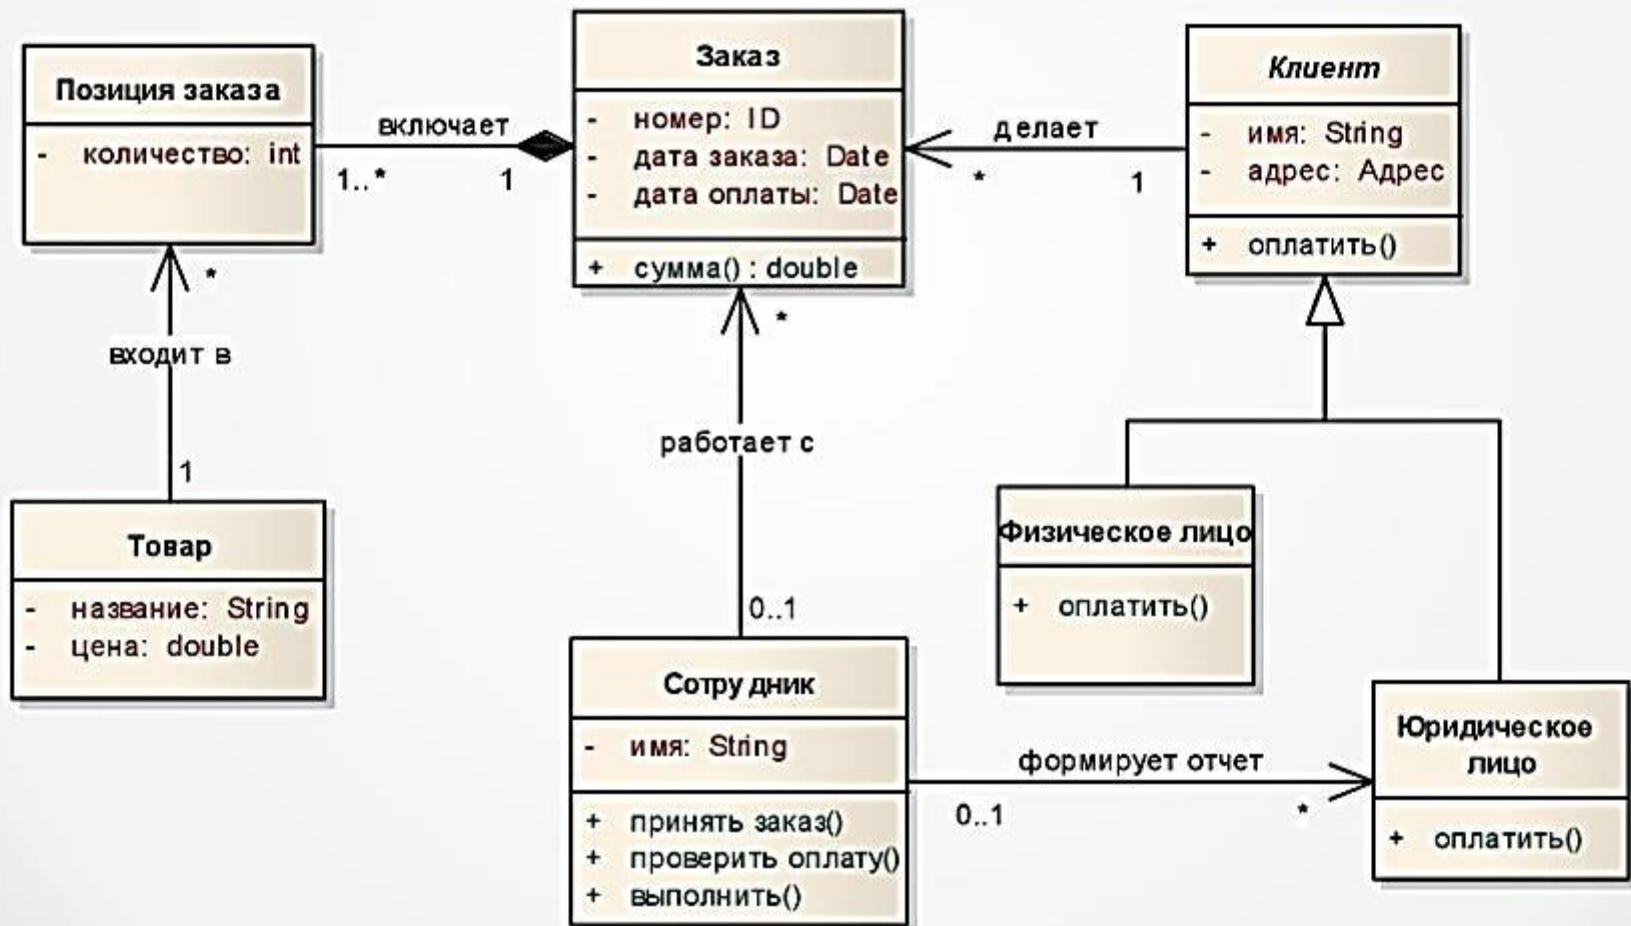 Позиция заказа
- количество: int
включает
1..*
1
Заказ
- номер: ID
- дата заказа: Date
- дата оплаты: Date
+ сумма() : double
делает
*
1
Клиент
- имя: String
- адрес: Адрес
+ оплатить()
*
входит в
1
Товар
- название: String
- цена: double
*
работает с
0..1
Сотрудник
- имя: String
+ принять заказ()
+ проверить оплату()
+ выполнить()
Физическое лицо
+ оплатить()
формирует отчет
0..1
*
Юридическое
лицо
+ оплатить()